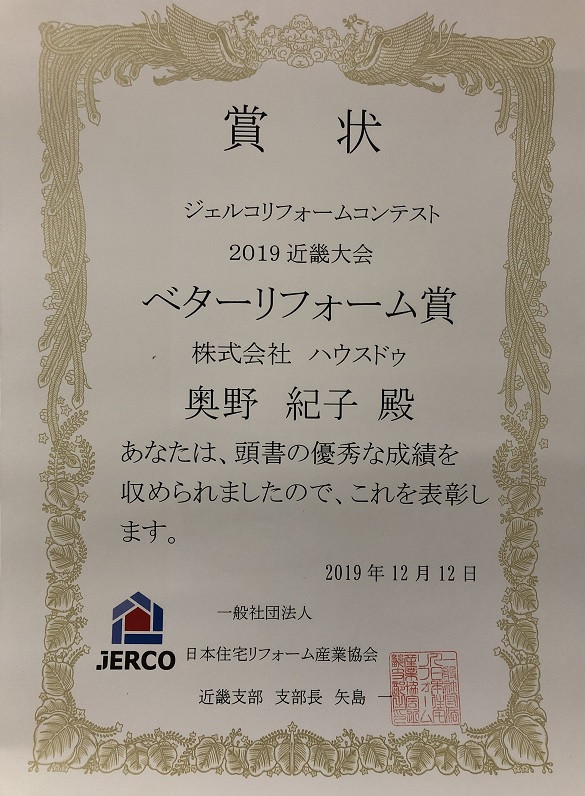 賞 状
ジェルコリフォームコンテスト
2019 近畿大会
ベターリフォーム賞
株式会社 ハウスドゥ
奥野 紀子 殿
あなたは、頭書の優秀な成績を
収められましたので、これを表彰し
ます。
2019 年 12 月 12 日
一般社団法人
JERCO 日本住宅リフォーム産業協会
近畿支部 支部長 矢島 一